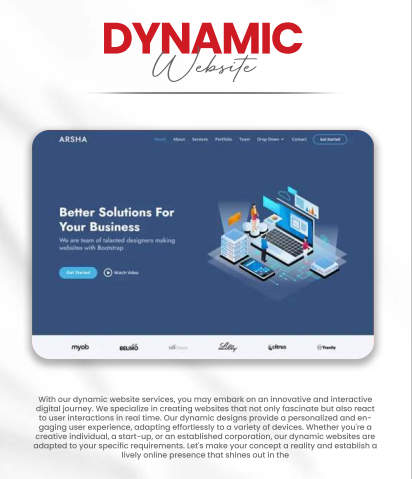 DYNAMIC
Website
ARSHA
Home About Services Portfolio Team Drop Down Contact Get Started
Better Solutions For
Your Business
We are team of talanted designers making
websites with Bootstrap
Get Started Watch Video
myob BELIMO Lilly citrus Trustly
With our dynamic website services, you may embark on an innovative and interactive
digital journey. We specialize in creating websites that not only fascinate but also react
to user interactions in real time. Our dynamic designs provide a personalized and en-
gaging user experience, adapting effortlessly to a variety of devices. Whether you're a
creative individual, a start-up, or an established corporation, our dynamic websites are
adapted to your specific requirements. Let's make your concept a reality and establish a
lively online presence that shines out in the